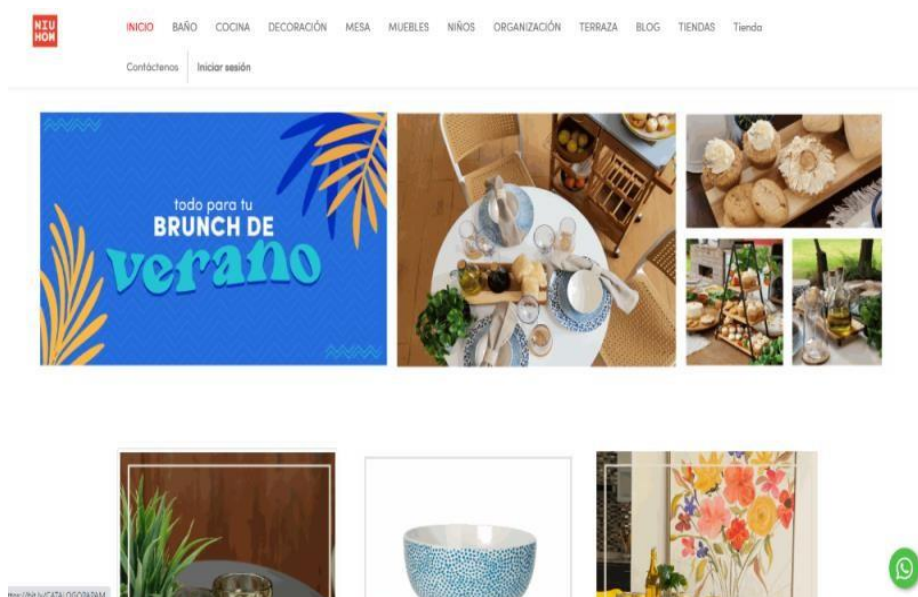 NIU
HOM
INICIO BAÑO COCINA DECORACIÓN MESA MUEBLES NIÑOS ORGANIZACIÓN TERRAZA BLOG TIENDAS Tienda
Contáctenos Iniciar sesión
todo para tu
BRUNCH DE
verano